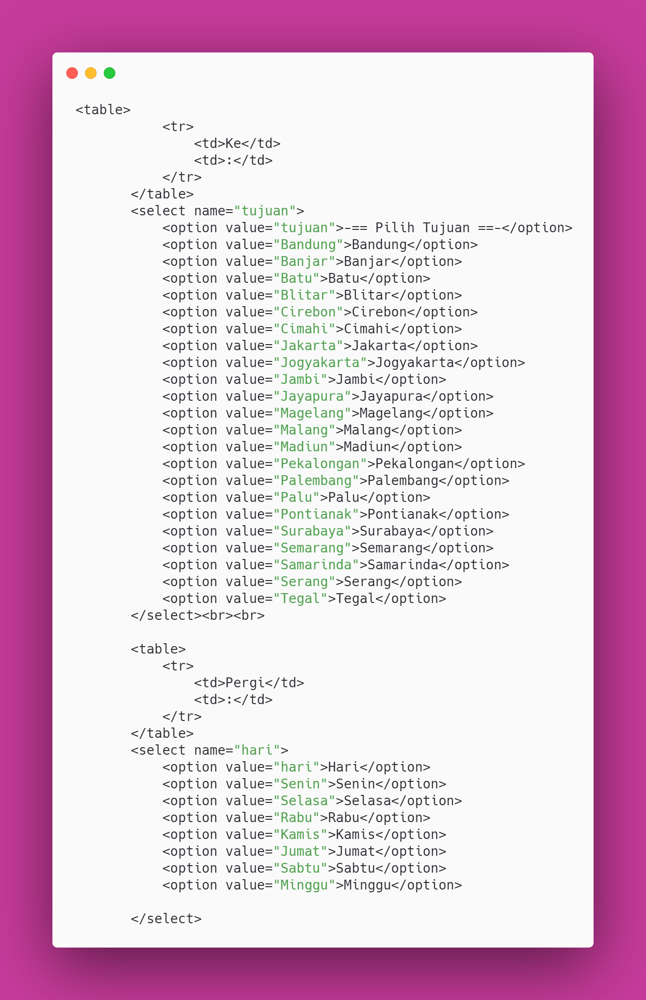 <table>
            <tr>
                <td>Ke</td>
                <td>:</td>
            </tr>
        </table>
        <select name="tujuan">
            <option value="tujuan">-== Pilih Tujuan ==-</option>
            <option value="Bandung">Bandung</option>
            <option value="Banjar">Banjar</option>
            <option value="Batu">Batu</option>
            <option value="Blitar">Blitar</option>
            <option value="Cirebon">Cirebon</option>
            <option value="Cimahi">Cimahi</option>
            <option value="Jakarta">Jakarta</option>
            <option value="Jogyakarta">Jogyakarta</option>
            <option value="Jambi">Jambi</option>
            <option value="Jayapura">Jayapura</option>
            <option value="Magelang">Magelang</option>
            <option value="Malang">Malang</option>
            <option value="Madiun">Madiun</option>
            <option value="Pekalongan">Pekalongan</option>
            <option value="Palembang">Palembang</option>
            <option value="Palu">Palu</option>
            <option value="Pontianak">Pontianak</option>
            <option value="Surabaya">Surabaya</option>
            <option value="Semarang">Semarang</option>
            <option value="Samarinda">Samarinda</option>
            <option value="Serang">Serang</option>
            <option value="Tegal">Tegal</option>
        </select><br><br>

        <table>
            <tr>
                <td>Pergi</td>
                <td>:</td>
            </tr>
        </table>
        <select name="hari">
            <option value="hari">Hari</option>
            <option value="Senin">Senin</option>
            <option value="Selasa">Selasa</option>
            <option value="Rabu">Rabu</option>
            <option value="Kamis">Kamis</option>
            <option value="Jumat">Jumat</option>
            <option value="Sabtu">Sabtu</option>
            <option value="Minggu">Minggu</option>

        </select>